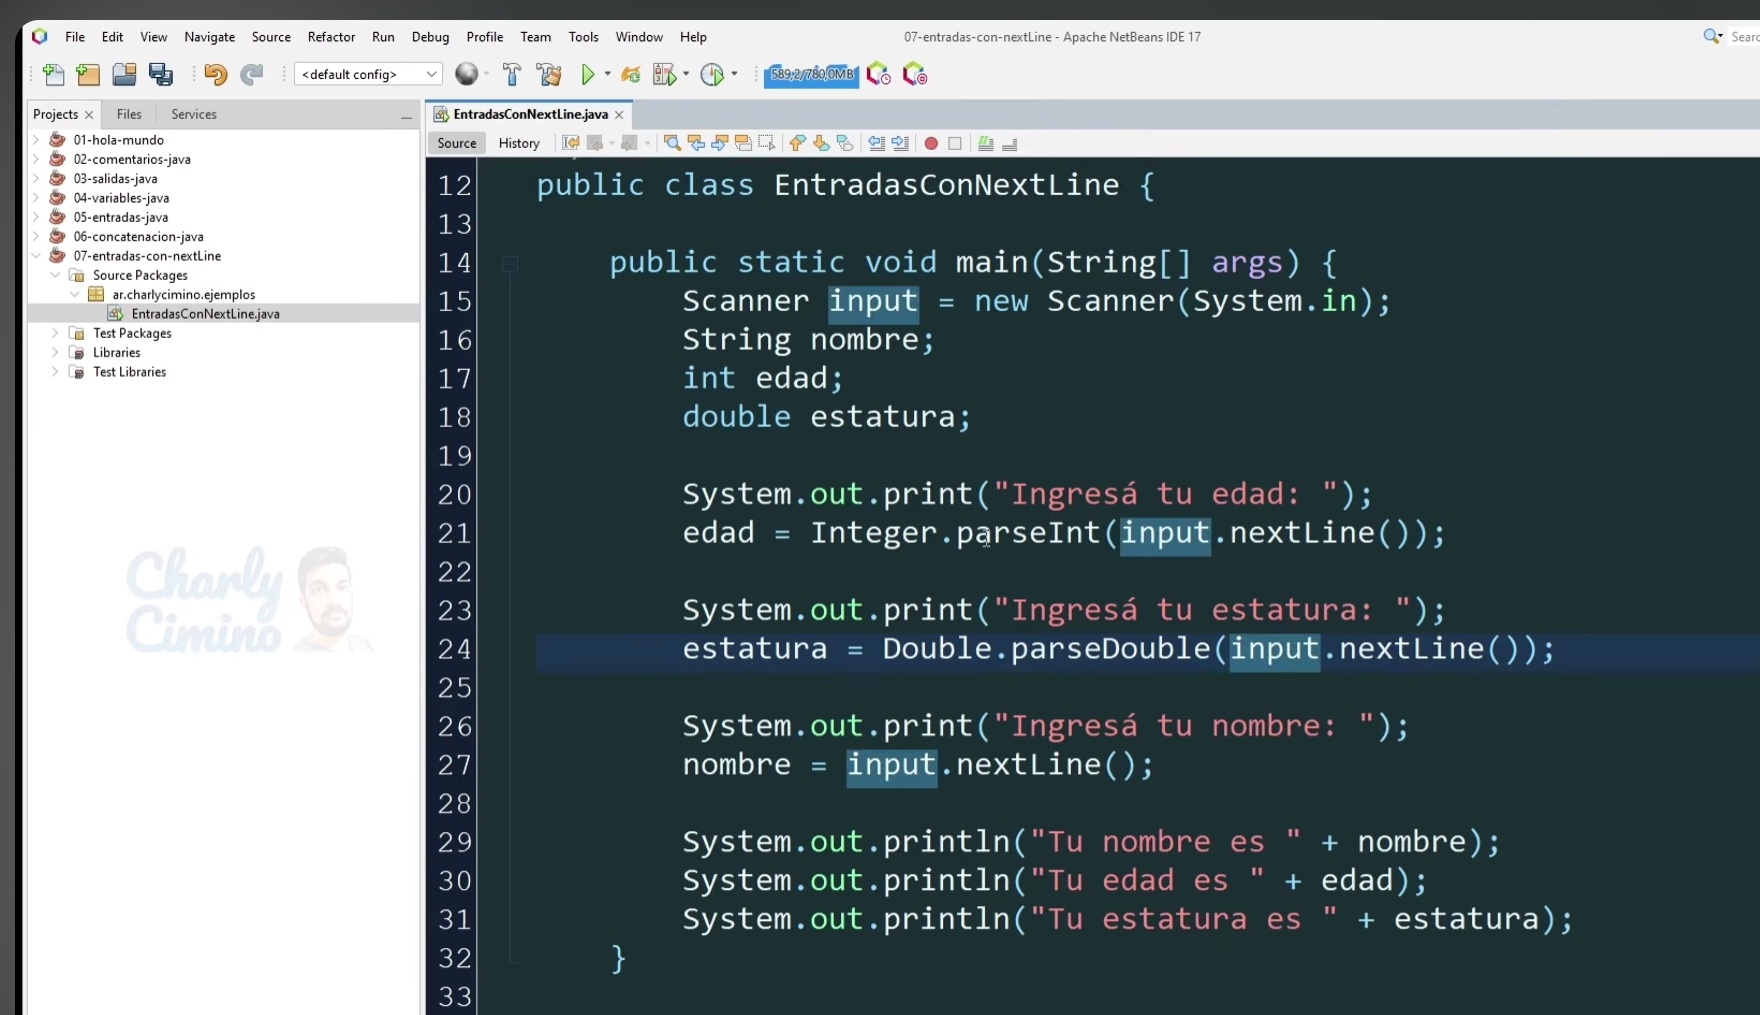 File Edit View Navigate Source Refactor Run Debug Profile Team Tools Window Help
07-entradas-con-nextLine - Apache NetBeans IDE 17
<default config>
589,2/780,0MB
Projects
Files
Services
01-hola-mundo
02-comentarios-java
03-salidas-java
04-variables-java
05-entradas-java
06-concatenacion-java
07-entradas-con-nextLine
Source Packages
ar.charlycimino.ejemplos
EntradasConNextLine.java
Test Packages
Libraries
Test Libraries
Charly
Cimino
EntradasConNextLine.java
Source History
12 public class EntradasConNextLine {
13
14 public static void main(String[] args) {
15 Scanner input = new Scanner(System.in);
16 String nombre;
17 int edad;
18 double estatura;
19
20 System.out.print("Ingresá tu edad: ");
21 edad = Integer.parseInt(input.nextLine());
22
23 System.out.print("Ingresá tu estatura: ");
24 estatura = Double.parseDouble(input.nextLine());
25
26 System.out.print("Ingresá tu nombre: ");
27 nombre = input.nextLine();
28
29 System.out.println("Tu nombre es " + nombre);
30 System.out.println("Tu edad es " + edad);
31 System.out.println("Tu estatura es " + estatura);
32 }
33